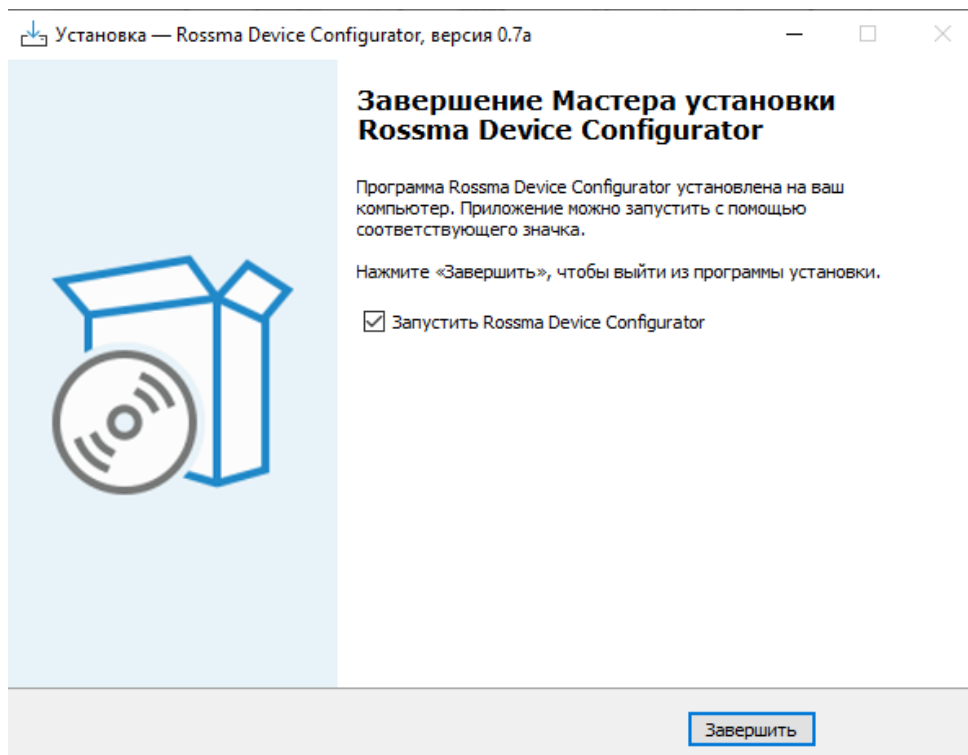 Установка — Rossma Device Configurator, версия 0.7a
Завершение Мастера установки
Rossma Device Configurator
Программа Rossma Device Configurator установлена на ваш
компьютер. Приложение можно запустить с помощью
соответствующего значка.
Нажмите «Завершить», чтобы выйти из программы установки.
Запустить Rossma Device Configurator
Завершить